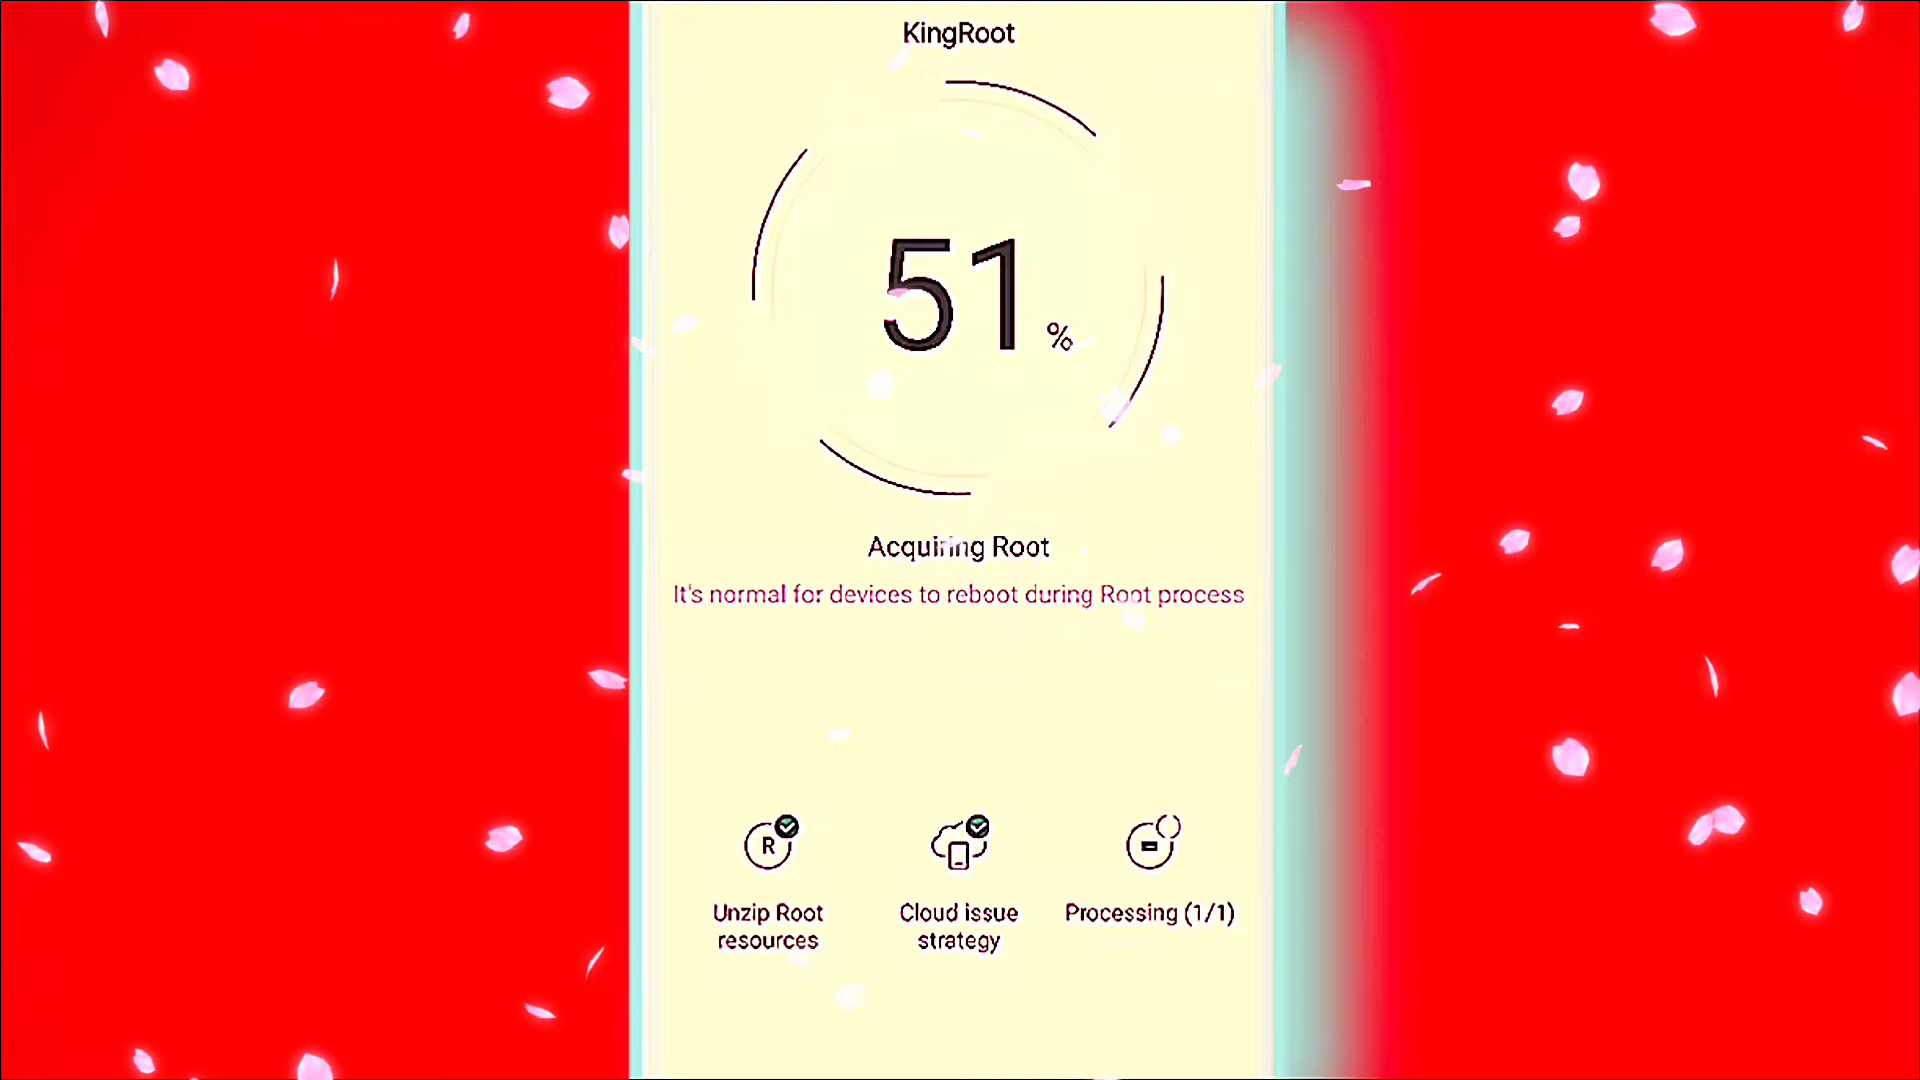 KingRoot
51 %
Acquiring Root
It's normal for devices to reboot during Root process
R
Unzip Root
resources
Cloud issue
strategy
Processing (1/1)